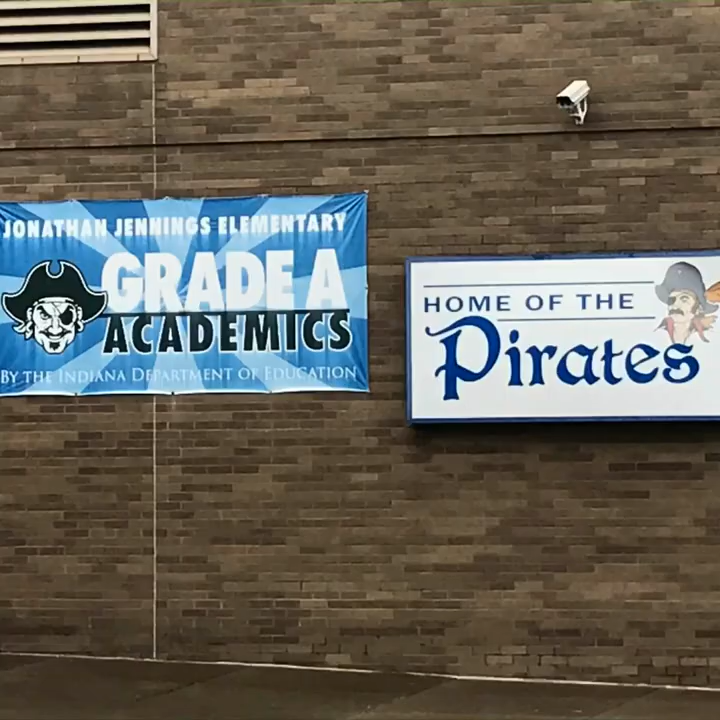 JONATHAN JENNINGS ELEMENTARY
GRADE A
ACADEMICS
BY THE INDIANA DEPARTMENT OF EDUCATION
HOME OF THE
Pirates